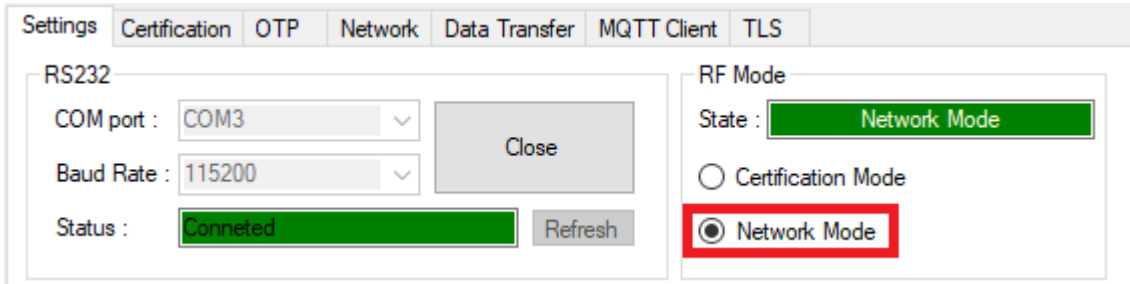 Settings Certification OTP Network Data Transfer MQTT Client TLS
RS232
COM port : COM3
Close
Baud Rate : 115200
Status : Conneted Refresh
RF Mode
State : Network Mode
Certification Mode
Network Mode